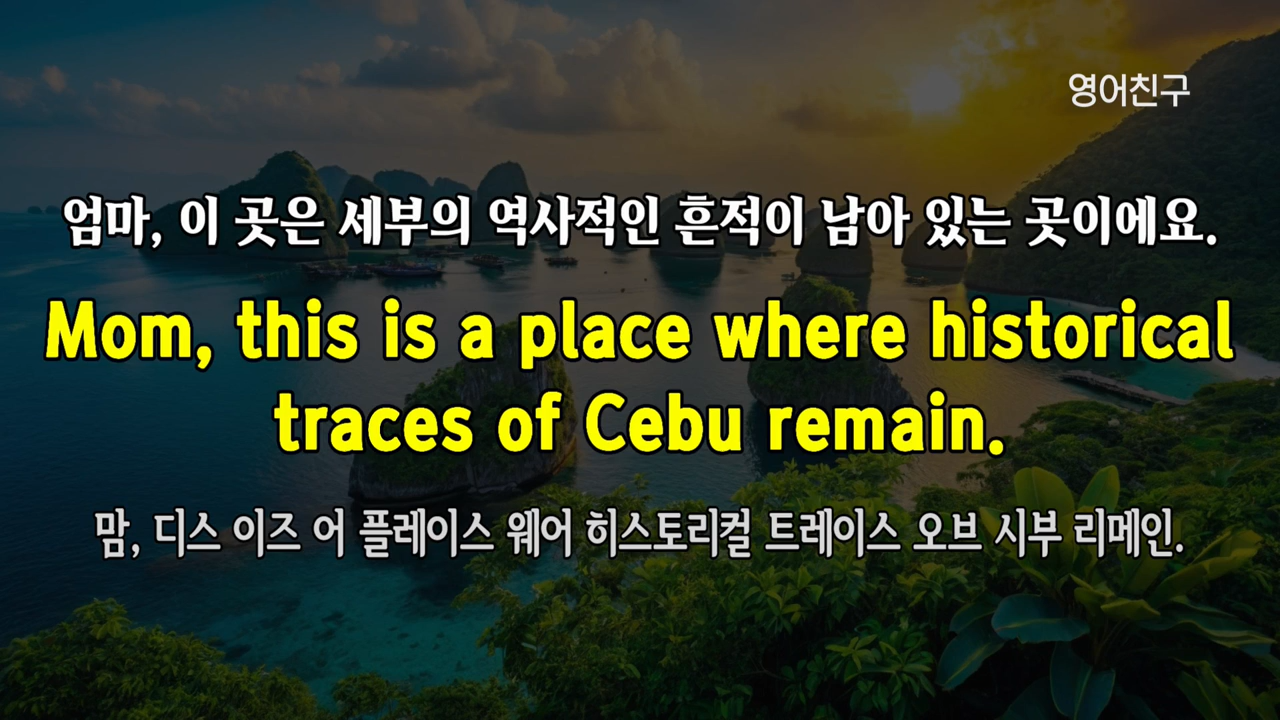 영어친구
엄마, 이 곳은 세부의 역사적인 흔적이 남아 있는 곳이에요.
Mom, this is a place where historical
traces of Cebu remain.
맘, 디스 이즈 어 플레이스 웨어 히스토리컬 트레이스 오브 시부 리메인.